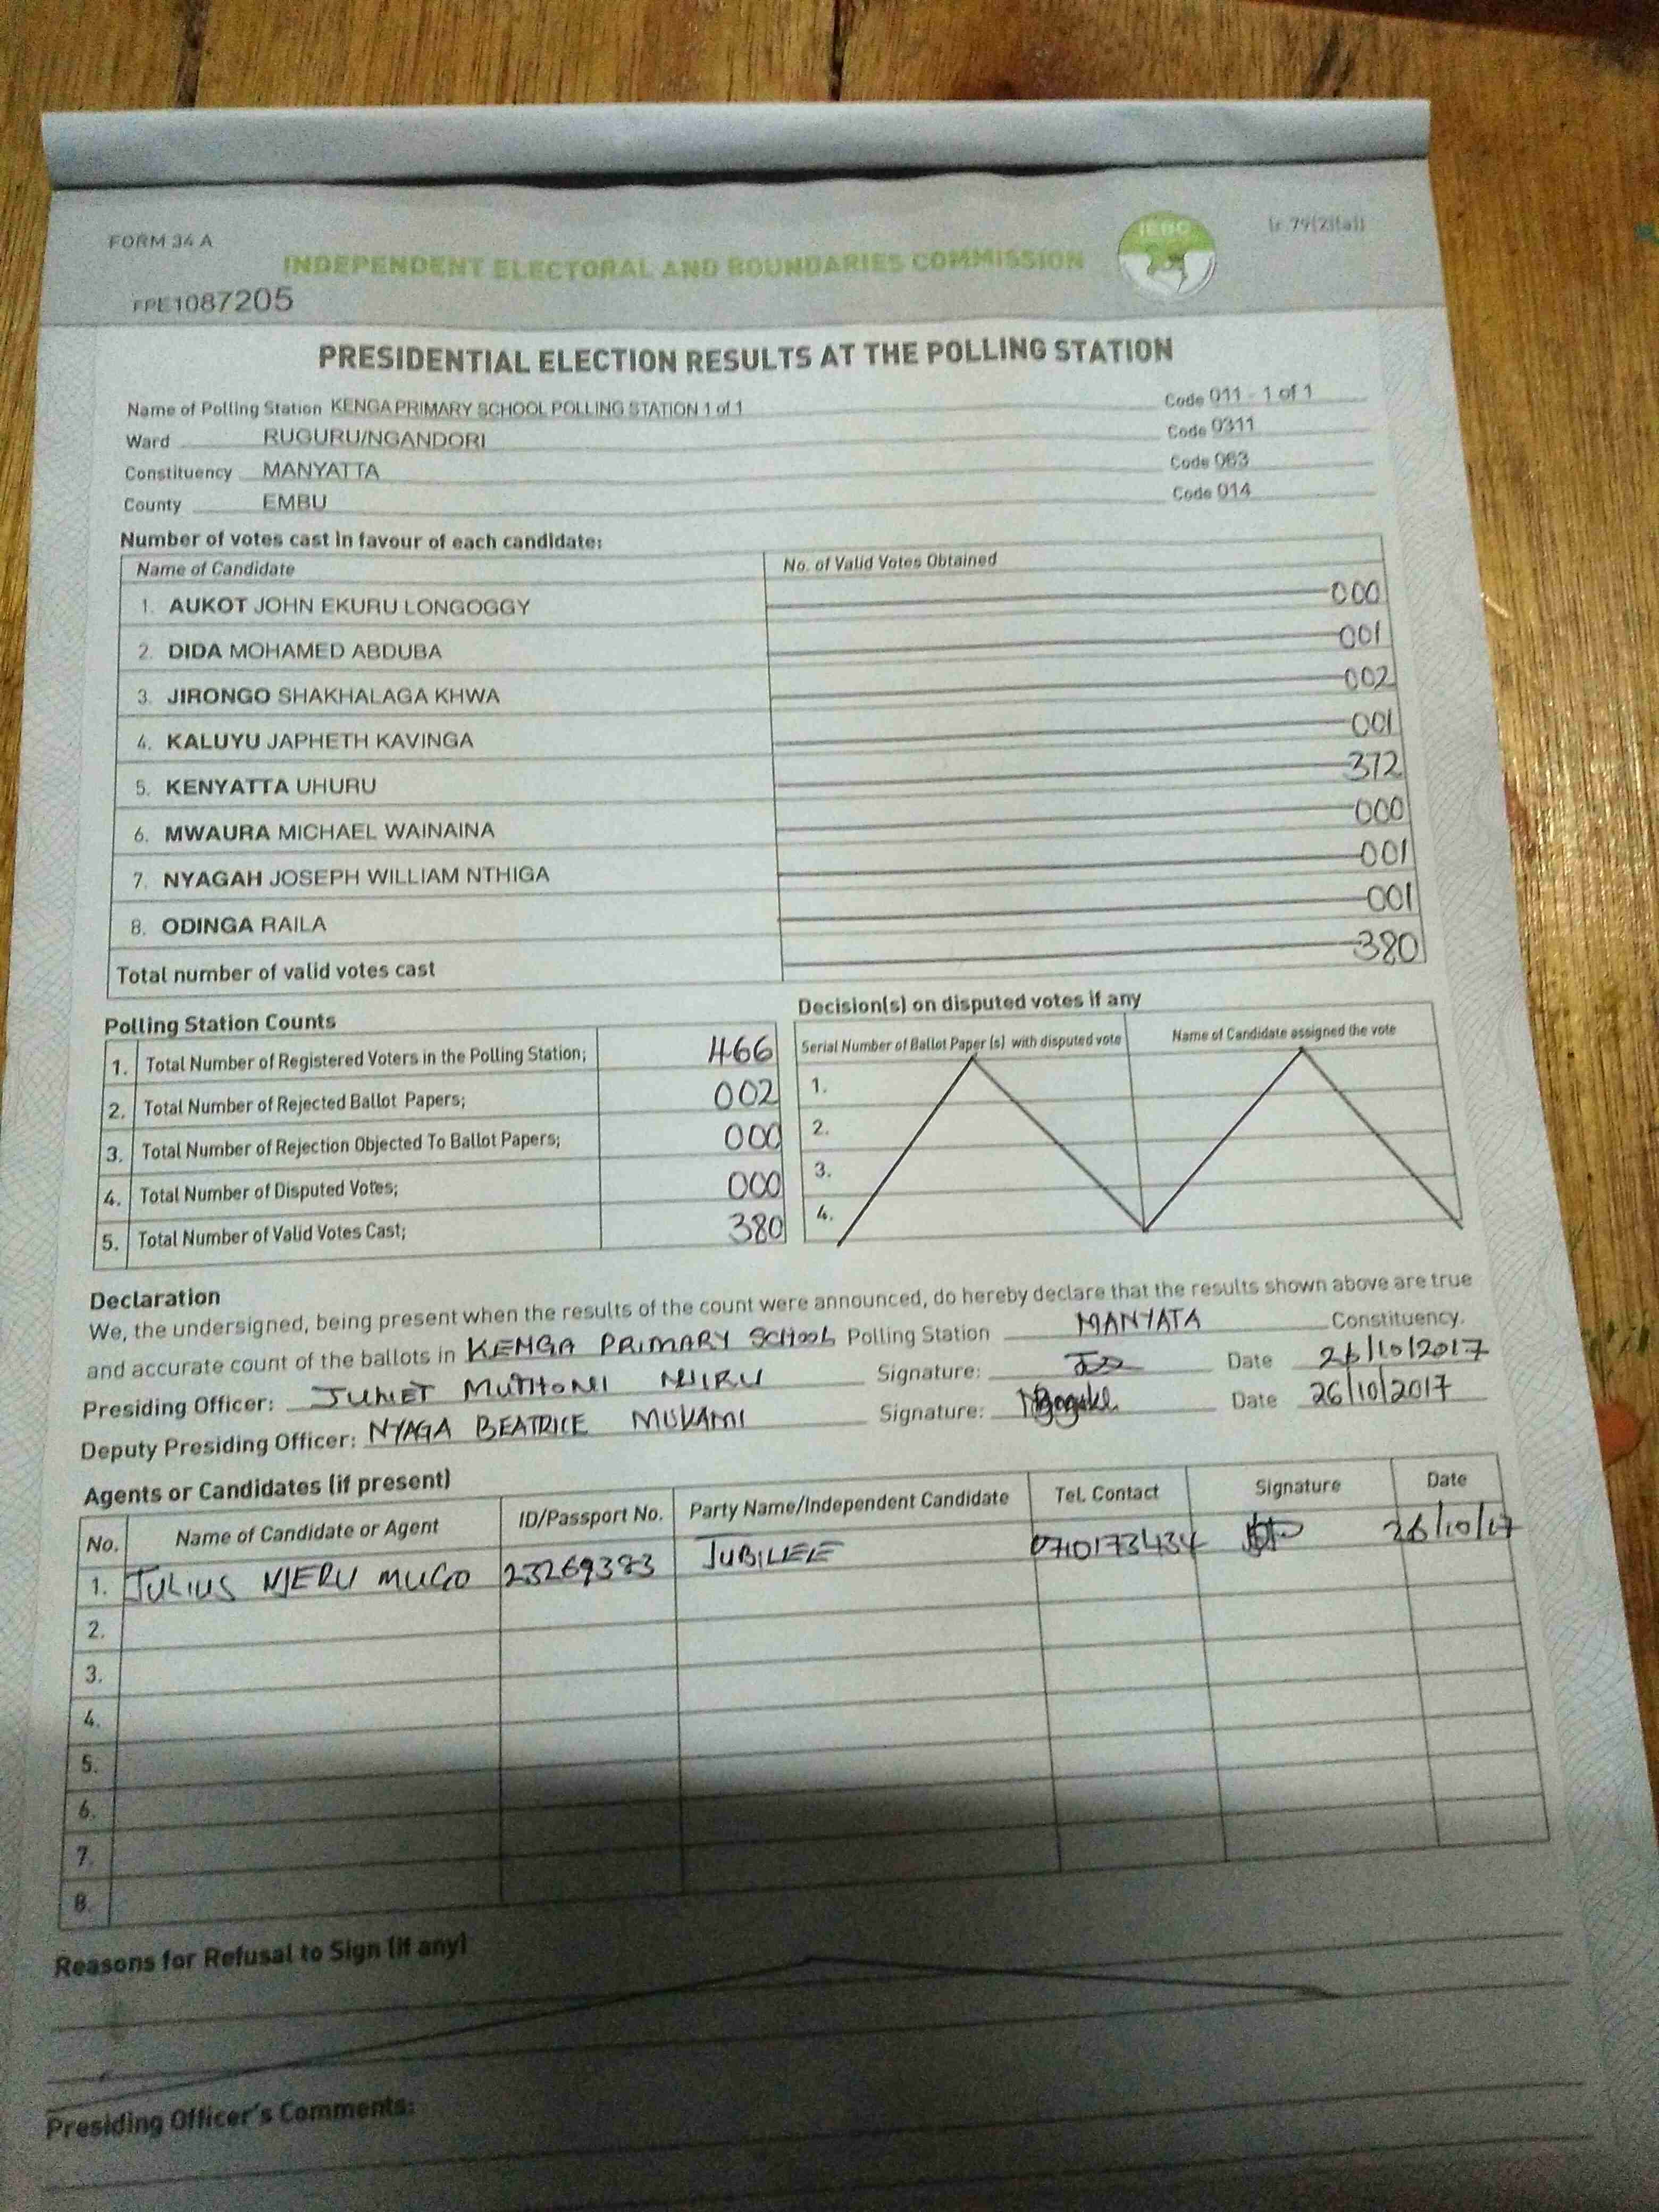 FORM 34 A
(r.79(2)(a))
IEBC
INDEPENDENT ELECTORAL AND BOUNDARIES COMMISSION
FPE1087205
PRESIDENTIAL ELECTION RESULTS AT THE POLLING STATION
Name of Polling Station KENGA PRIMARY SCHOOL POLLING STATION 1 of 1 Code 011 - 1 of 1
Ward RUGURU/NGANDORI Code 0311
Constituency MANYATTA Code 063
County EMBU Code 014
Number of votes cast in favour of each candidate:
Name of Candidate No. of Valid Votes Obtained
1. AUKOT JOHN EKURU LONGOGGY 000
2. DIDA MOHAMED ABDUBA 001
3. JIRONGO SHAKHALAGA KHWA 002
4. KALUYU JAPHETH KAVINGA 001
5. KENYATTA UHURU 372
6. MWAURA MICHAEL WAINAINA 000
7. NYAGAH JOSEPH WILLIAM NTHIGA 001
8. ODINGA RAILA 001
Total number of valid votes cast 380
Polling Station Counts
1. Total Number of Registered Voters in the Polling Station; 466
2. Total Number of Rejected Ballot Papers; 002
3. Total Number of Rejection Objected To Ballot Papers; 000
4. Total Number of Disputed Votes; 000
5. Total Number of Valid Votes Cast; 380
Decision(s) on disputed votes if any
Serial Number of Ballot Paper (s) with disputed vote Name of Candidate assigned the vote
1.
2.
3.
4.
Declaration
We, the undersigned, being present when the results of the count were announced, do hereby declare that the results shown above are true
and accurate count of the ballots in KENGA PRIMARY SCHOOL Polling Station MANYATA Constituency.
Presiding Officer: JULIET MUTHONI NJIRU Signature: Date 26/10/2017
Deputy Presiding Officer: NYAGA BEATRICE MUKAMI Signature: Date 26/10/2017
Agents or Candidates (if present)
No. Name of Candidate or Agent ID/Passport No. Party Name/Independent Candidate Tel. Contact Signature Date
1. JULIUS NJERU MUGO 23269383 JUBILEE 0710173434 26/10/17
2.
3.
4.
5.
6.
7.
8.
Reasons for Refusal to Sign (if any)
Presiding Officer's Comments: